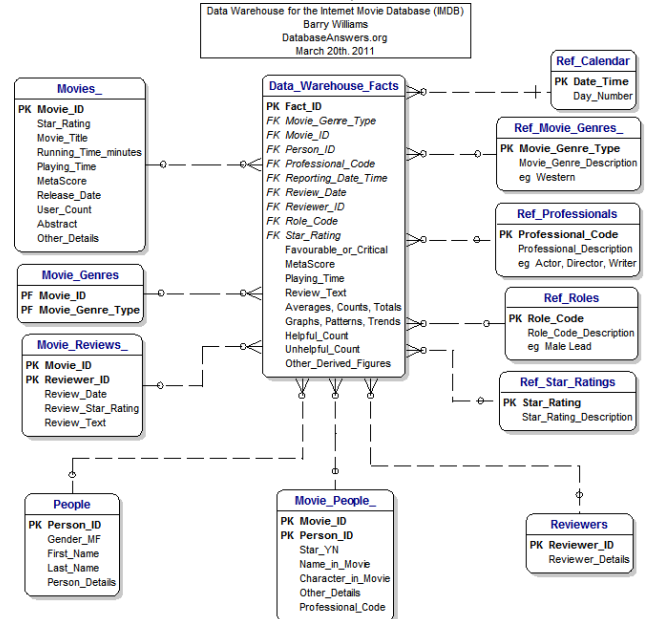 Data Warehouse for the Internet Movie Database (IMDB)
Barry Williams
DatabaseAnswers.org
March 20th. 2011
Movies_
PK Movie_ID
Star_Rating
Movie_Title
Running_Time_minutes
Playing_Time
MetaScore
Release_Date
User_Count
Abstract
Other_Details
Movie_Genres
PF Movie_ID
PF Movie_Genre_Type
Movie_Reviews_
PK Movie_ID
PK Reviewer_ID
Review_Date
Review_Star_Rating
Review_Text
People
PK Person_ID
Gender_MF
First_Name
Last_Name
Person_Details
Data_Warehouse_Facts
PK Fact_ID
FK Movie_Genre_Type
FK Movie_ID
FK Person_ID
FK Professional_Code
FK Reporting_Date_Time
FK Review_Date
FK Reviewer_ID
FK Role_Code
FK Star_Rating
Favourable_or_Critical
MetaScore
Playing_Time
Review_Text
Averages, Counts, Totals
Graphs, Patterns, Trends
Helpful_Count
Unhelpful_Count
Other_Derived_Figures
Movie_People_
PK Movie_ID
PK Person_ID
Star_YN
Name_in_Movie
Character_in_Movie
Other_Details
Professional_Code
Ref_Calendar
PK Date_Time
Day_Number
Ref_Movie_Genres_
PK Movie_Genre_Type
Movie_Genre_Description
eg Western
Ref_Professionals
PK Professional_Code
Professional_Description
eg Actor, Director, Writer
Ref_Roles
PK Role_Code
Role_Code_Description
eg Male Lead
Ref_Star_Ratings
PK Star_Rating
Star_Rating_Description
Reviewers
PK Reviewer_ID
Reviewer_Details